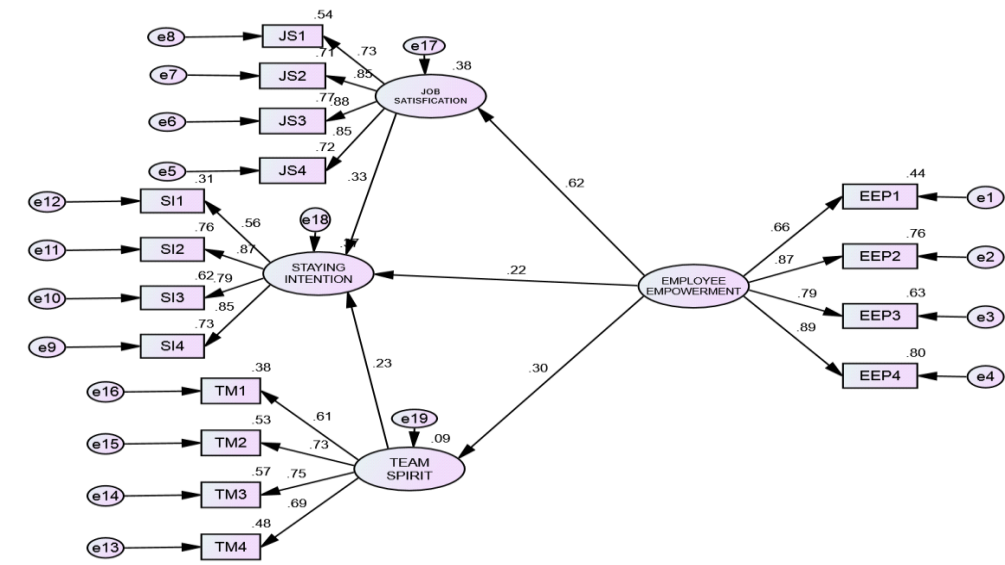 .54
e8
JS1
.73
e17
.38
.71
e7
JS2
.85
JOB
SATISFICATION
.77
.88
e6
JS3
.85
.72
e5
JS4
.33
.62
.31
e12
SI1
.56
.44
EEP1
e1
.66
.76
e11
SI2
.87
e18
STAYING
INTENTION
.22
.76
EEP2
e2
.87
EMPLOYEE
EMPOWERMENT
.62
.79
e10
SI3
.85
.63
.79
EEP3
e3
.73
e9
SI4
.89
.80
EEP4
e4
.23
.30
.38
e16
TM1
.61
e19
.09
.53
e15
TM2
.73
TEAM
SPIRIT
.57
.75
e14
TM3
.69
.48
e13
TM4